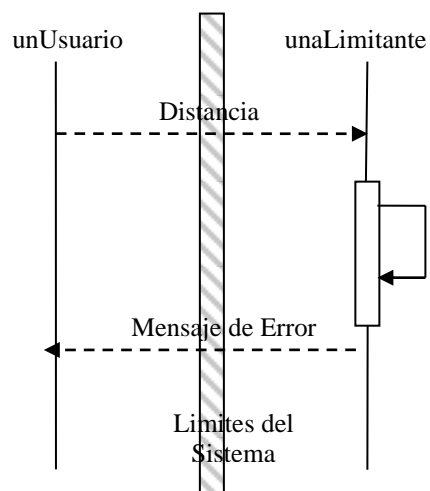 unUsuario
unaLimitante
Distancia
Mensaje de Error
Limites del
Sistema